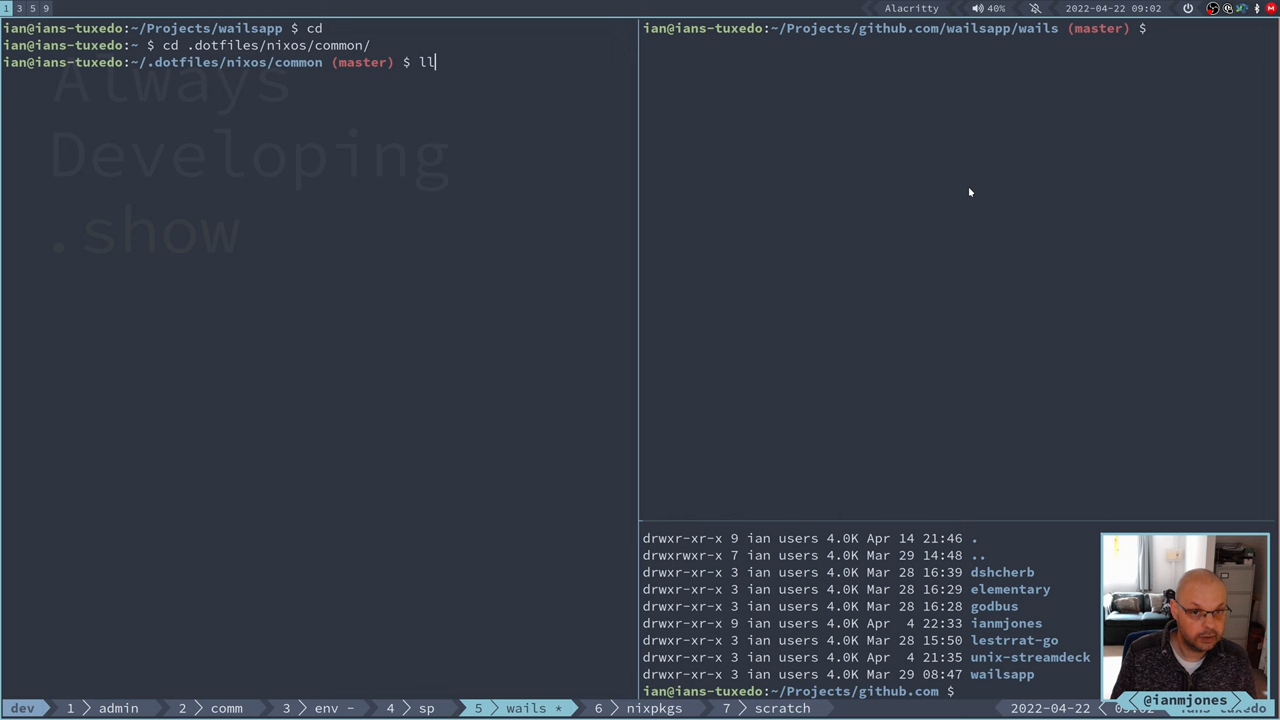 1 3 5 9
Alacritty
40%
2022-04-22 09:02
ian@ians-tuxedo:~/Projects/wailsapp $ cd
ian@ians-tuxedo:~ $ cd .dotfiles/nixos/common/
ian@ians-tuxedo:~/.dotfiles/nixos/common (master) $ ll
Always
Developing
.show
ian@ians-tuxedo:~/Projects/github.com/wailsapp/wails (master) $
drwxr-xr-x 9 ian users 4.0K Apr 14 21:46 .
drwxrwxr-x 7 ian users 4.0K Mar 29 14:48 ..
drwxr-xr-x 3 ian users 4.0K Mar 28 16:39 dshcherb
drwxr-xr-x 3 ian users 4.0K Mar 28 16:29 elementary
drwxr-xr-x 3 ian users 4.0K Mar 28 16:28 godbus
drwxr-xr-x 9 ian users 4.0K Apr  4 22:33 ianmjones
drwxr-xr-x 3 ian users 4.0K Mar 28 15:50 lestrrat-go
drwxr-xr-x 3 ian users 4.0K Apr  4 21:35 unix-streamdeck
drwxr-xr-x 3 ian users 4.0K Mar 29 08:47 wailsapp
ian@ians-tuxedo:~/Projects/github.com $
@ianmjones
dev 1 admin 2 comm 3 env - 4 sp 5 wails * 6 nixpkgs 7 scratch 2022-04-22